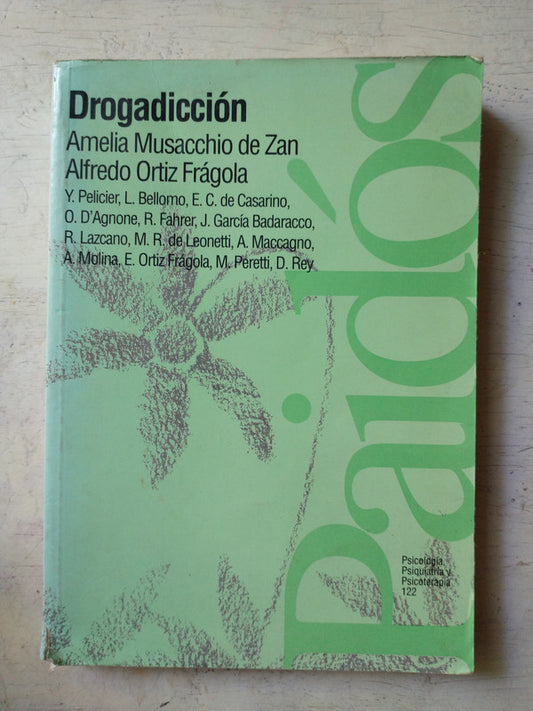 Drogadicción
Amelia Musacchio de Zan
Alfredo Ortiz Frágola
Y. Pelicier, L. Bellomo, E. C. de Casarino,
O. D'Agnone, R. Fahrer, J. García Badaracco,
R. Lazcano, M. R. de Leonetti, A. Maccagno,
A. Molina, E. Ortiz Frágola, M. Peretti, D. Rey
Paidós
Psicología,
Psiquiatría y
Psicoterapia
122